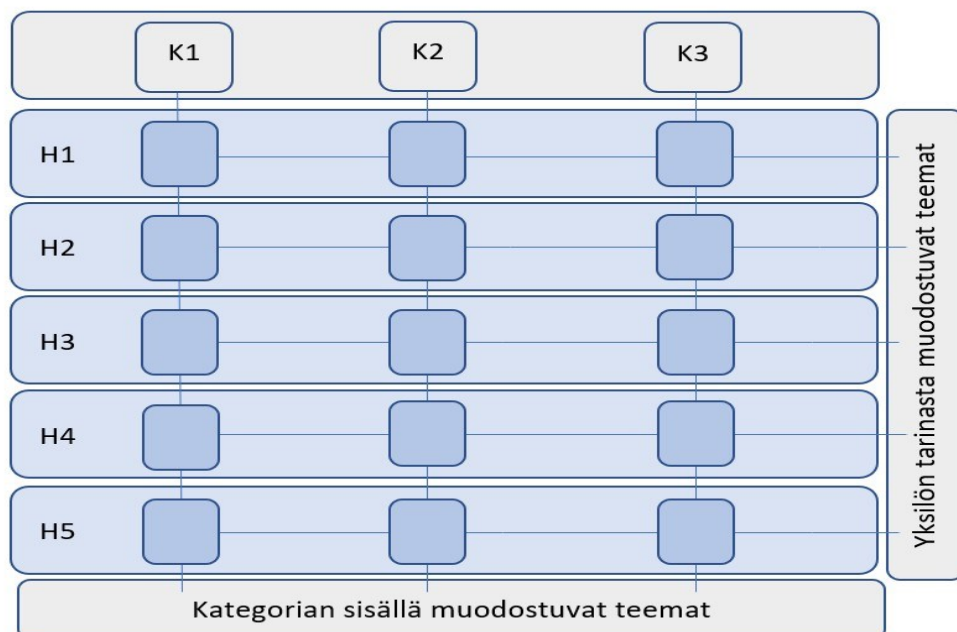 K1 K2 K3
H1
H2
H3
H4
H5
Yksilön tarinasta muodostuvat teemat
Kategorian sisällä muodostuvat teemat